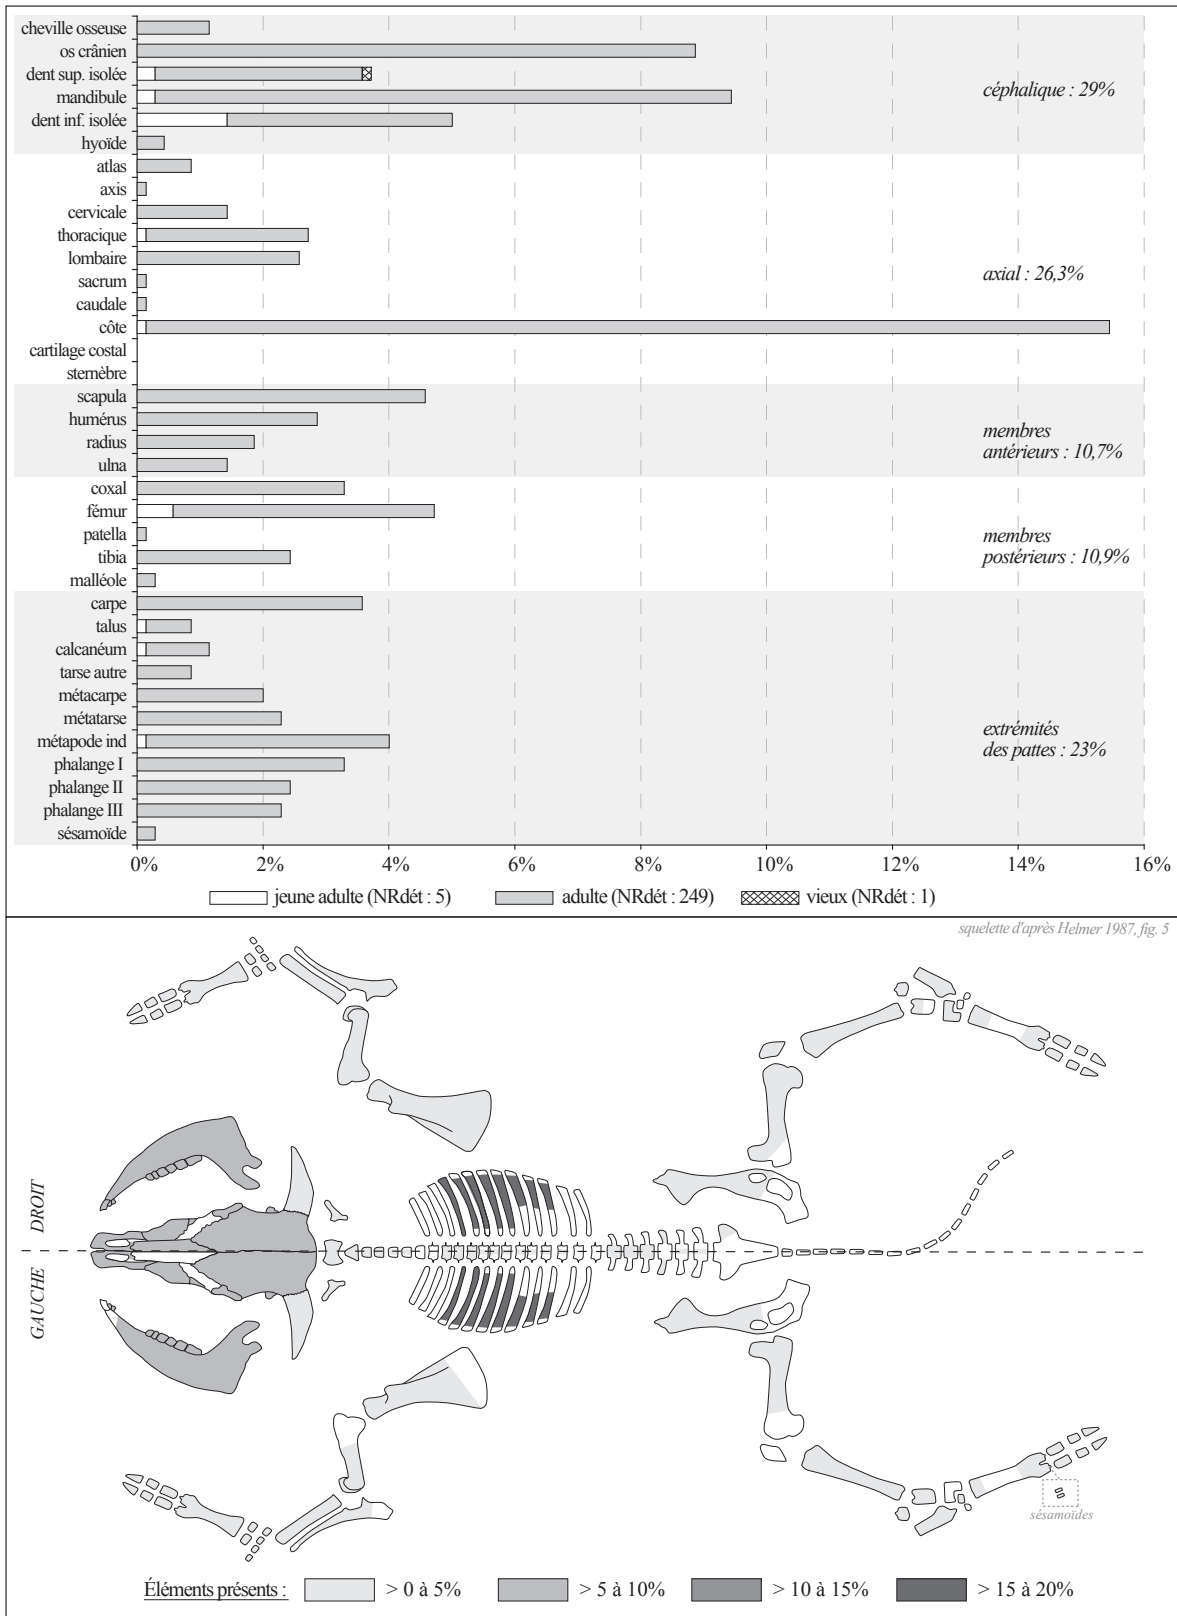 cheville osseuse
os crânien
dent sup. isolée
mandibule
dent inf. isolée
hyoïde
céphalique : 29%
atlas
axis
cervicale
thoracique
lombaire
sacrum
caudale
côte
cartilage costal
sternèbre
axial : 26,3%
scapula
humérus
radius
ulna
membres
antérieurs : 10,7%
coxal
fémur
patella
tibia
malléole
membres
postérieurs : 10,9%
carpe
talus
calcanéum
tarse autre
métacarpe
métatarse
métapode ind
phalange I
phalange II
phalange III
sésamoïde
extrémités
des pattes : 23%
0% 2% 4% 6% 8% 10% 12% 14% 16%
jeune adulte (NRdét : 5) adulte (NRdét : 249) vieux (NRdét : 1)
squelette d'après Helmer 1987, fig. 5
DROIT
GAUCHE
sésamoïdes
Éléments présents : > 0 à 5% > 5 à 10% > 10 à 15% > 15 à 20%